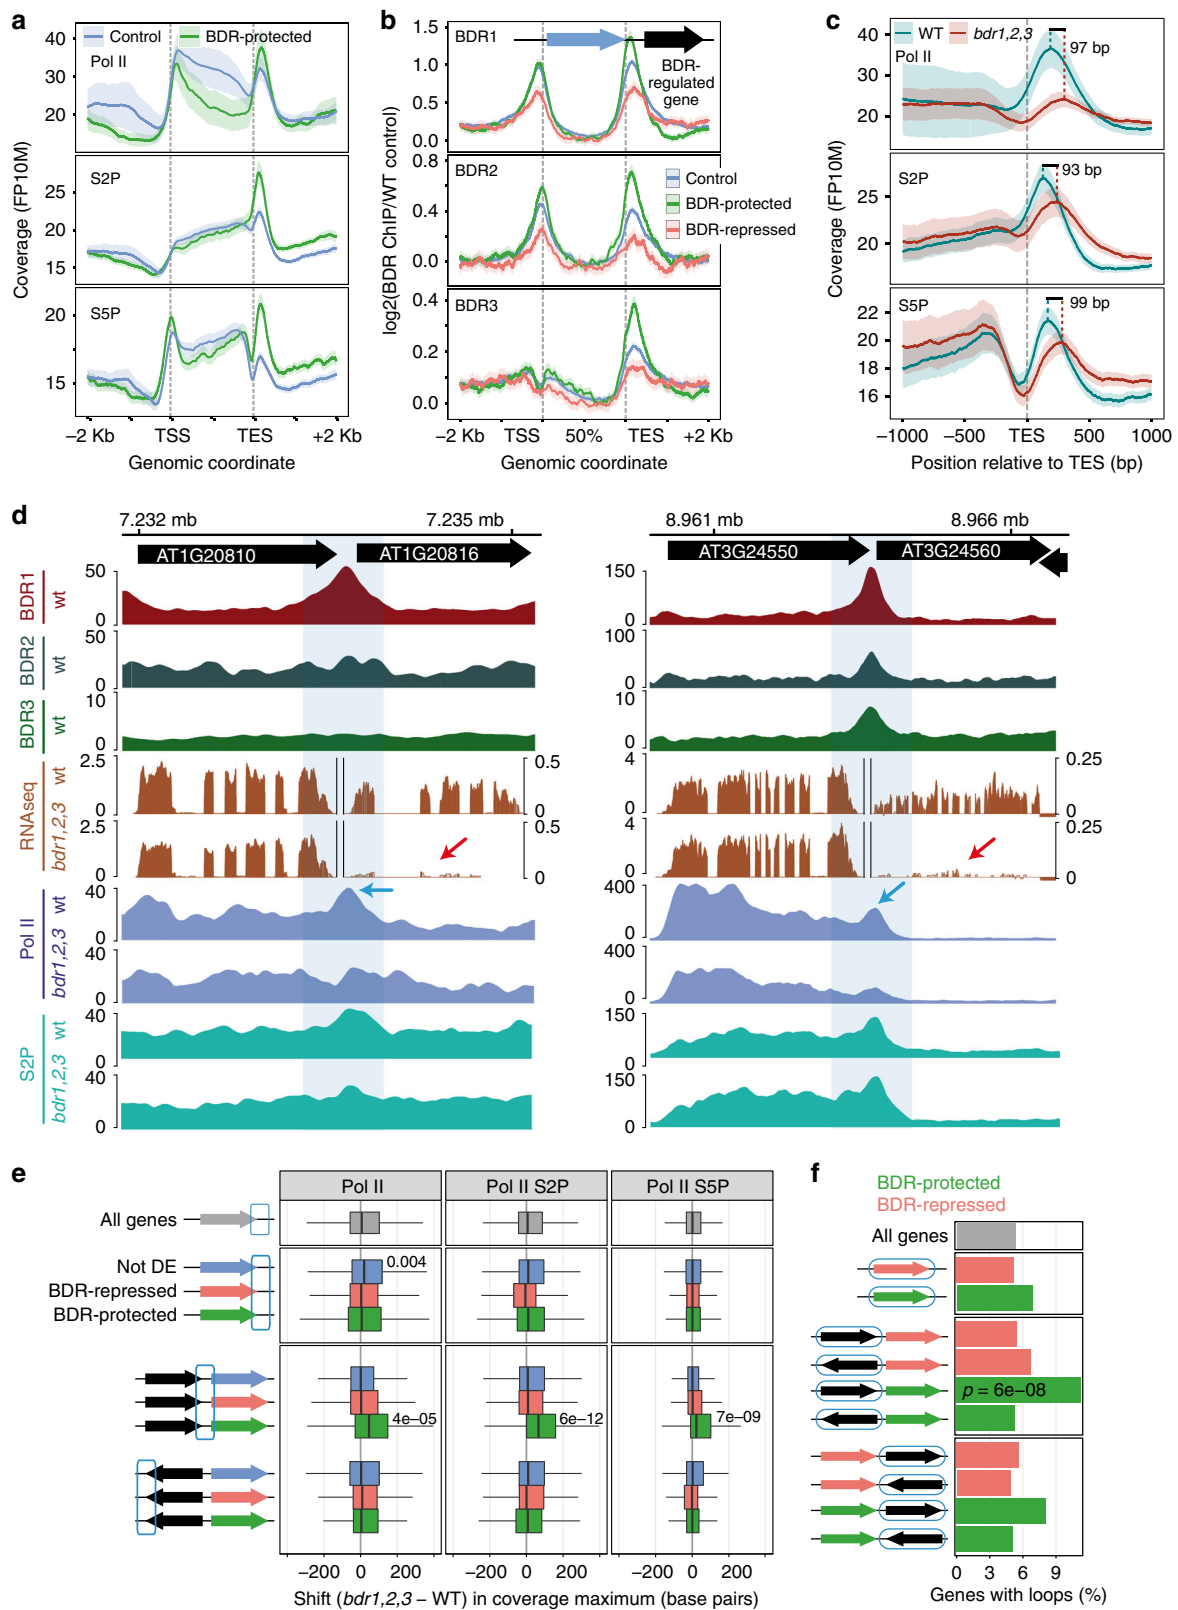 a
Control
BDR-protected
Pol II
40
30
20
S2P
25
20
15
S5P
20
15
Coverage (FP10M)
−2 Kb
TSS
TES
+2 Kb
Genomic coordinate
b
BDR1
BDR-
regulated
gene
1.5
1.0
0.5
0.0
BDR2
0.8
0.4
0.0
Control
BDR-protected
BDR-repressed
BDR3
0.4
0.2
0.0
log2(BDR ChIP/WT control)
−2 Kb
TSS
50%
TES
+2 Kb
Genomic coordinate
c
WT
bdr1,2,3
Pol II
97 bp
40
30
20
S2P
93 bp
25
20
S5P
99 bp
22
20
18
16
Coverage (FP10M)
−1000
−500
TES
500
1000
Position relative to TES (bp)
d
7.232 mb
7.235 mb
AT1G20810
AT1G20816
8.961 mb
8.966 mb
AT3G24550
AT3G24560
BDR1
wt
50
0
150
0
BDR2
wt
50
0
100
0
BDR3
wt
10
0
10
0
RNAseq
wt
2.5
0
0.5
0
4
0
0.25
0
bdr1,2,3
2.5
0
0.5
0
4
0
0.25
0
Pol II
wt
40
0
400
0
bdr1,2,3
40
0
400
0
S2P
wt
40
0
150
0
bdr1,2,3
40
0
150
0
e
Pol II
Pol II S2P
Pol II S5P
All genes
Not DE
BDR-repressed
BDR-protected
0.004
4e−05
6e−12
7e−09
−200
0
200
−200
0
200
−200
0
200
Shift (bdr1,2,3 − WT) in coverage maximum (base pairs)
f
BDR-protected
BDR-repressed
All genes
p = 6e−08
0
3
6
9
Genes with loops (%)